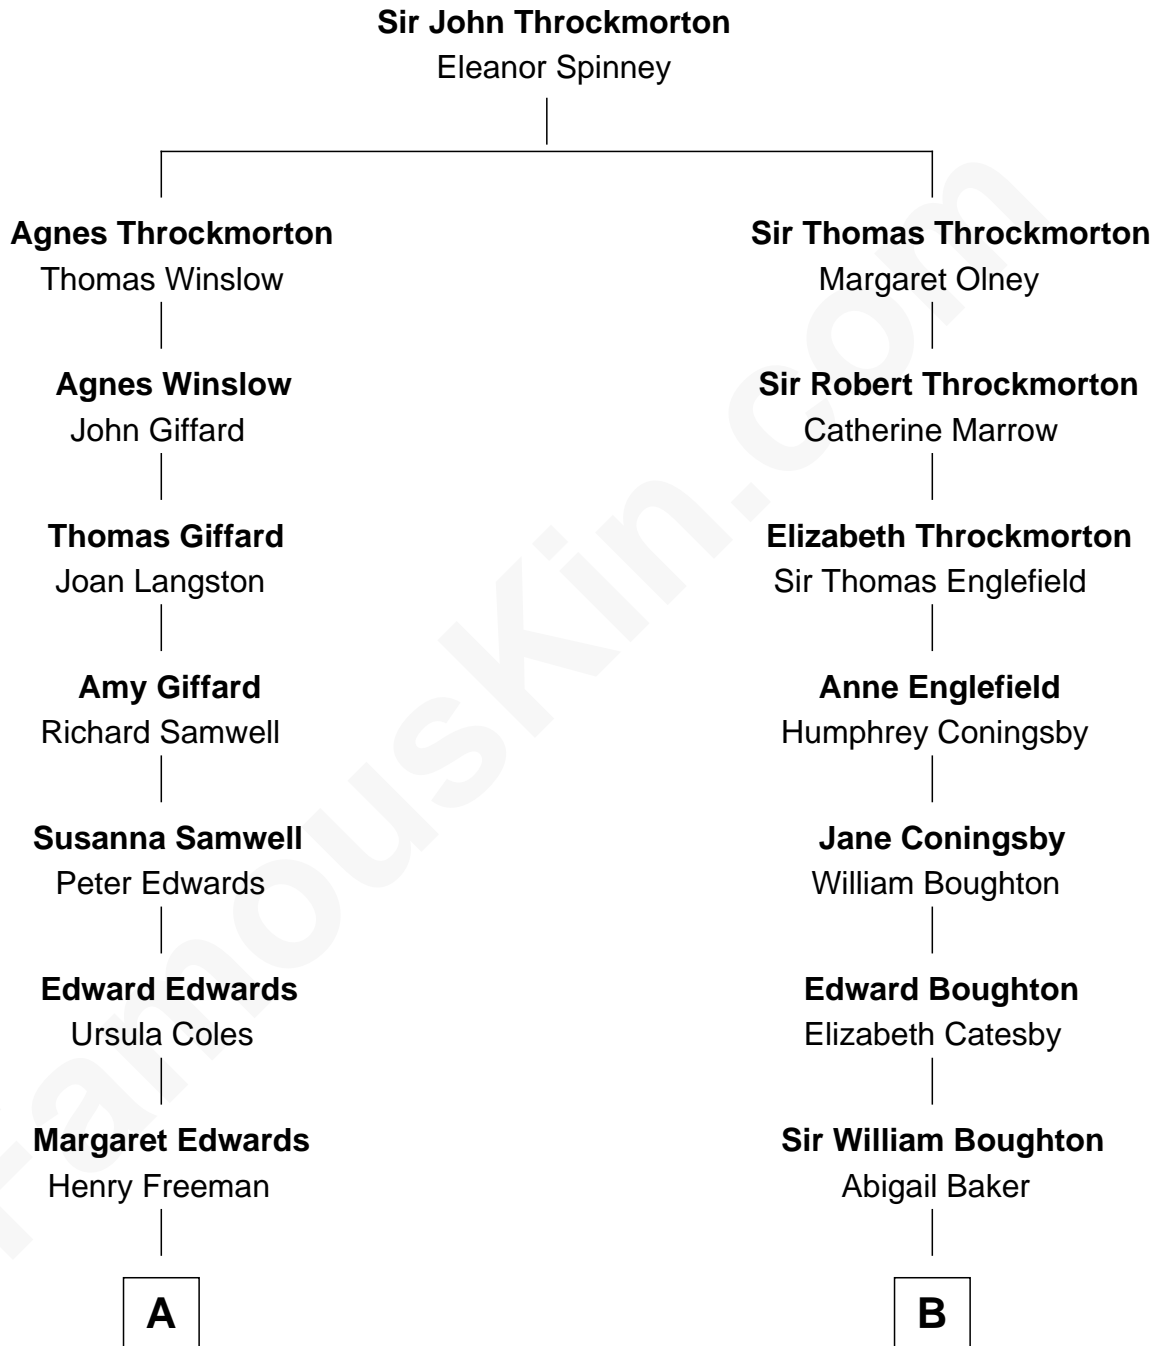 Sir John Throckmorton
Eleanor Spinney
Agnes Throckmorton
Thomas Winslow
Agnes Winslow
John Giffard
Thomas Giffard
Joan Langston
Amy Giffard
Richard Samwell
Susanna Samwell
Peter Edwards
Edward Edwards
Ursula Coles
Margaret Edwards
Henry Freeman
A
Sir Thomas Throckmorton
Margaret Olney
Sir Robert Throckmorton
Catherine Marrow
Elizabeth Throckmorton
Sir Thomas Englefield
Anne Englefield
Humphrey Coningsby
Jane Coningsby
William Boughton
Edward Boughton
Elizabeth Catesby
Sir William Boughton
Abigail Baker
B
FamousKin.com